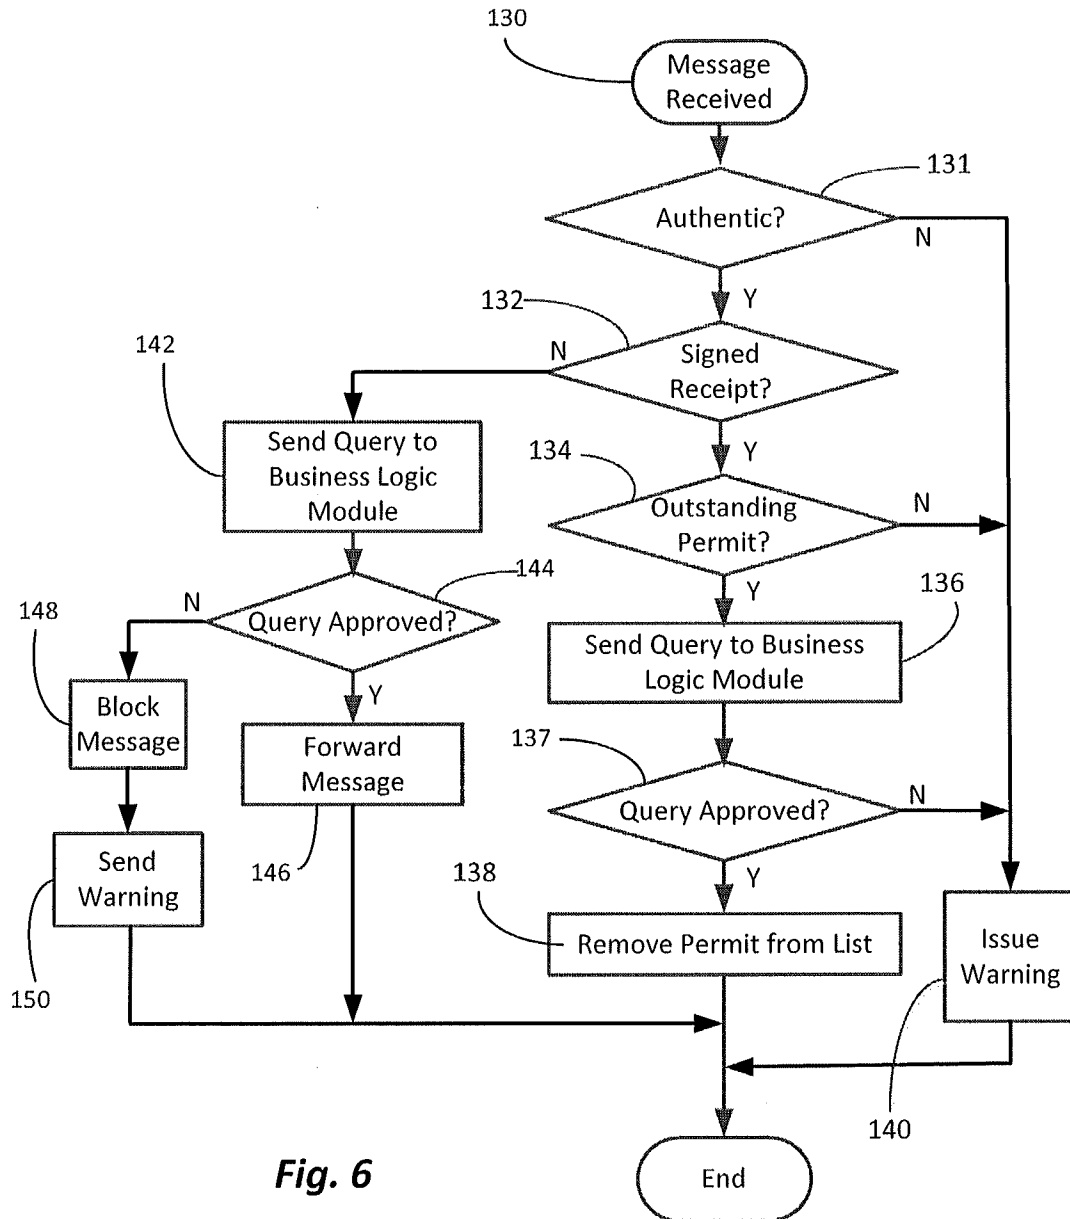 130
Message
Received
131
Authentic?
N
Y
132
N
Signed
Receipt?
142
Send Query to
Business Logic
Module
Y
134
Outstanding
Permit?
N
144
Y
136
148
N
Query Approved?
Send Query to Business
Logic Module
Y
Block
Message
137
Forward
Message
Query Approved?
N
146
Send
Warning
138
Y
Remove Permit from List
Issue
Warning
150
140
Fig. 6
End